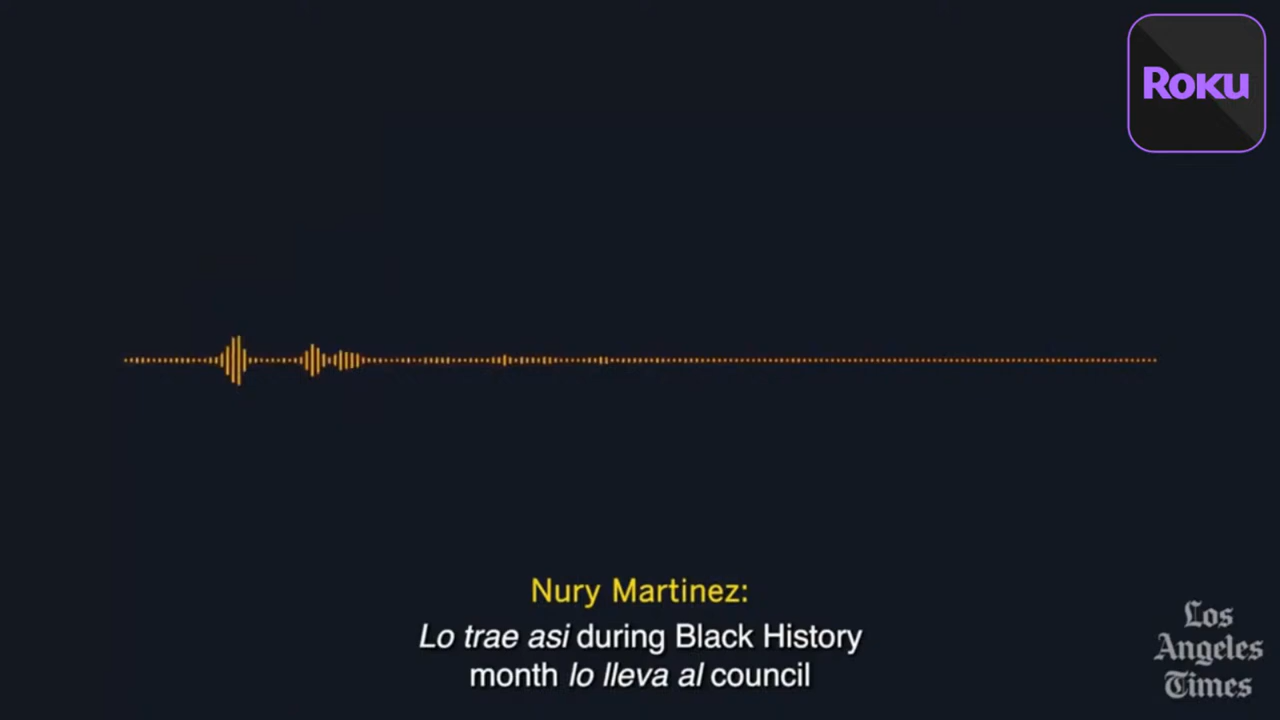 Roku
Nury Martinez:
Lo trae asi during Black History
month lo lleva al council
Los
Angeles
Times